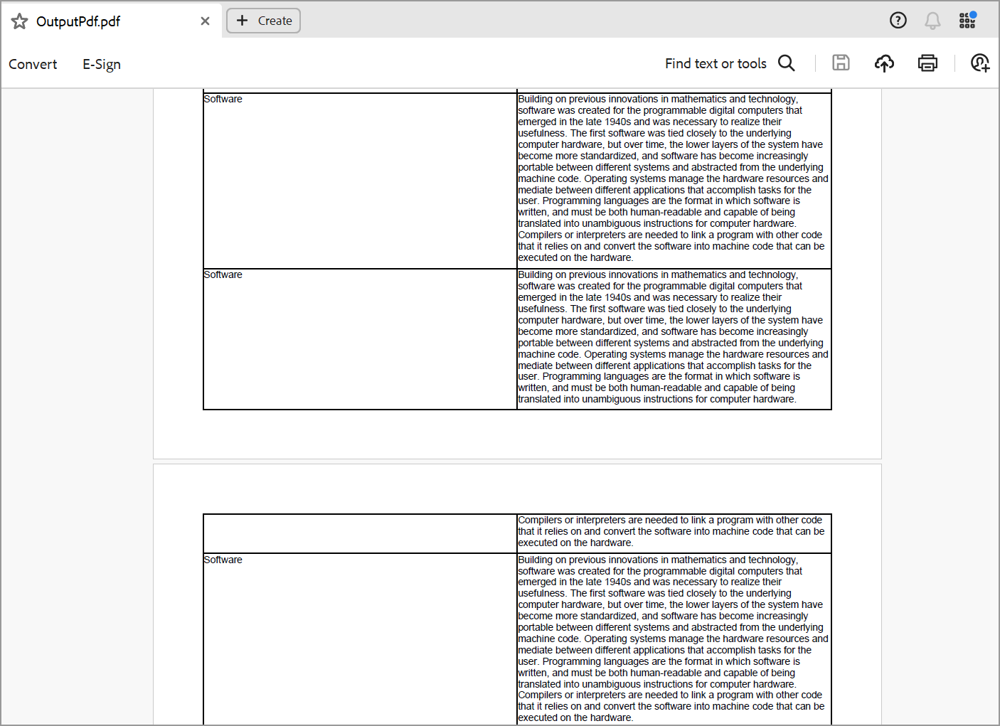 OutputPdf.pdf
Create
Convert
E-Sign
Find text or tools
Software
Building on previous innovations in mathematics and technology,
software was created for the programmable digital computers that
emerged in the late 1940s and was necessary to realize their
usefulness. The first software was tied closely to the underlying
computer hardware, but over time, the lower layers of the system have
become more standardized, and software has become increasingly
portable between different systems and abstracted from the underlying
machine code. Operating systems manage the hardware resources and
mediate between different applications that accomplish tasks for the
user. Programming languages are the format in which software is
written, and must be both human-readable and capable of being
translated into unambiguous instructions for computer hardware.
Compilers or interpreters are needed to link a program with other code
that it relies on and convert the software into machine code that can be
executed on the hardware.
Software
Building on previous innovations in mathematics and technology,
software was created for the programmable digital computers that
emerged in the late 1940s and was necessary to realize their
usefulness. The first software was tied closely to the underlying
computer hardware, but over time, the lower layers of the system have
become more standardized, and software has become increasingly
portable between different systems and abstracted from the underlying
machine code. Operating systems manage the hardware resources and
mediate between different applications that accomplish tasks for the
user. Programming languages are the format in which software is
written, and must be both human-readable and capable of being
translated into unambiguous instructions for computer hardware.
Compilers or interpreters are needed to link a program with other code
that it relies on and convert the software into machine code that can be
executed on the hardware.
Software
Building on previous innovations in mathematics and technology,
software was created for the programmable digital computers that
emerged in the late 1940s and was necessary to realize their
usefulness. The first software was tied closely to the underlying
computer hardware, but over time, the lower layers of the system have
become more standardized, and software has become increasingly
portable between different systems and abstracted from the underlying
machine code. Operating systems manage the hardware resources and
mediate between different applications that accomplish tasks for the
user. Programming languages are the format in which software is
written, and must be both human-readable and capable of being
translated into unambiguous instructions for computer hardware.
Compilers or interpreters are needed to link a program with other code
that it relies on and convert the software into machine code that can be
executed on the hardware.